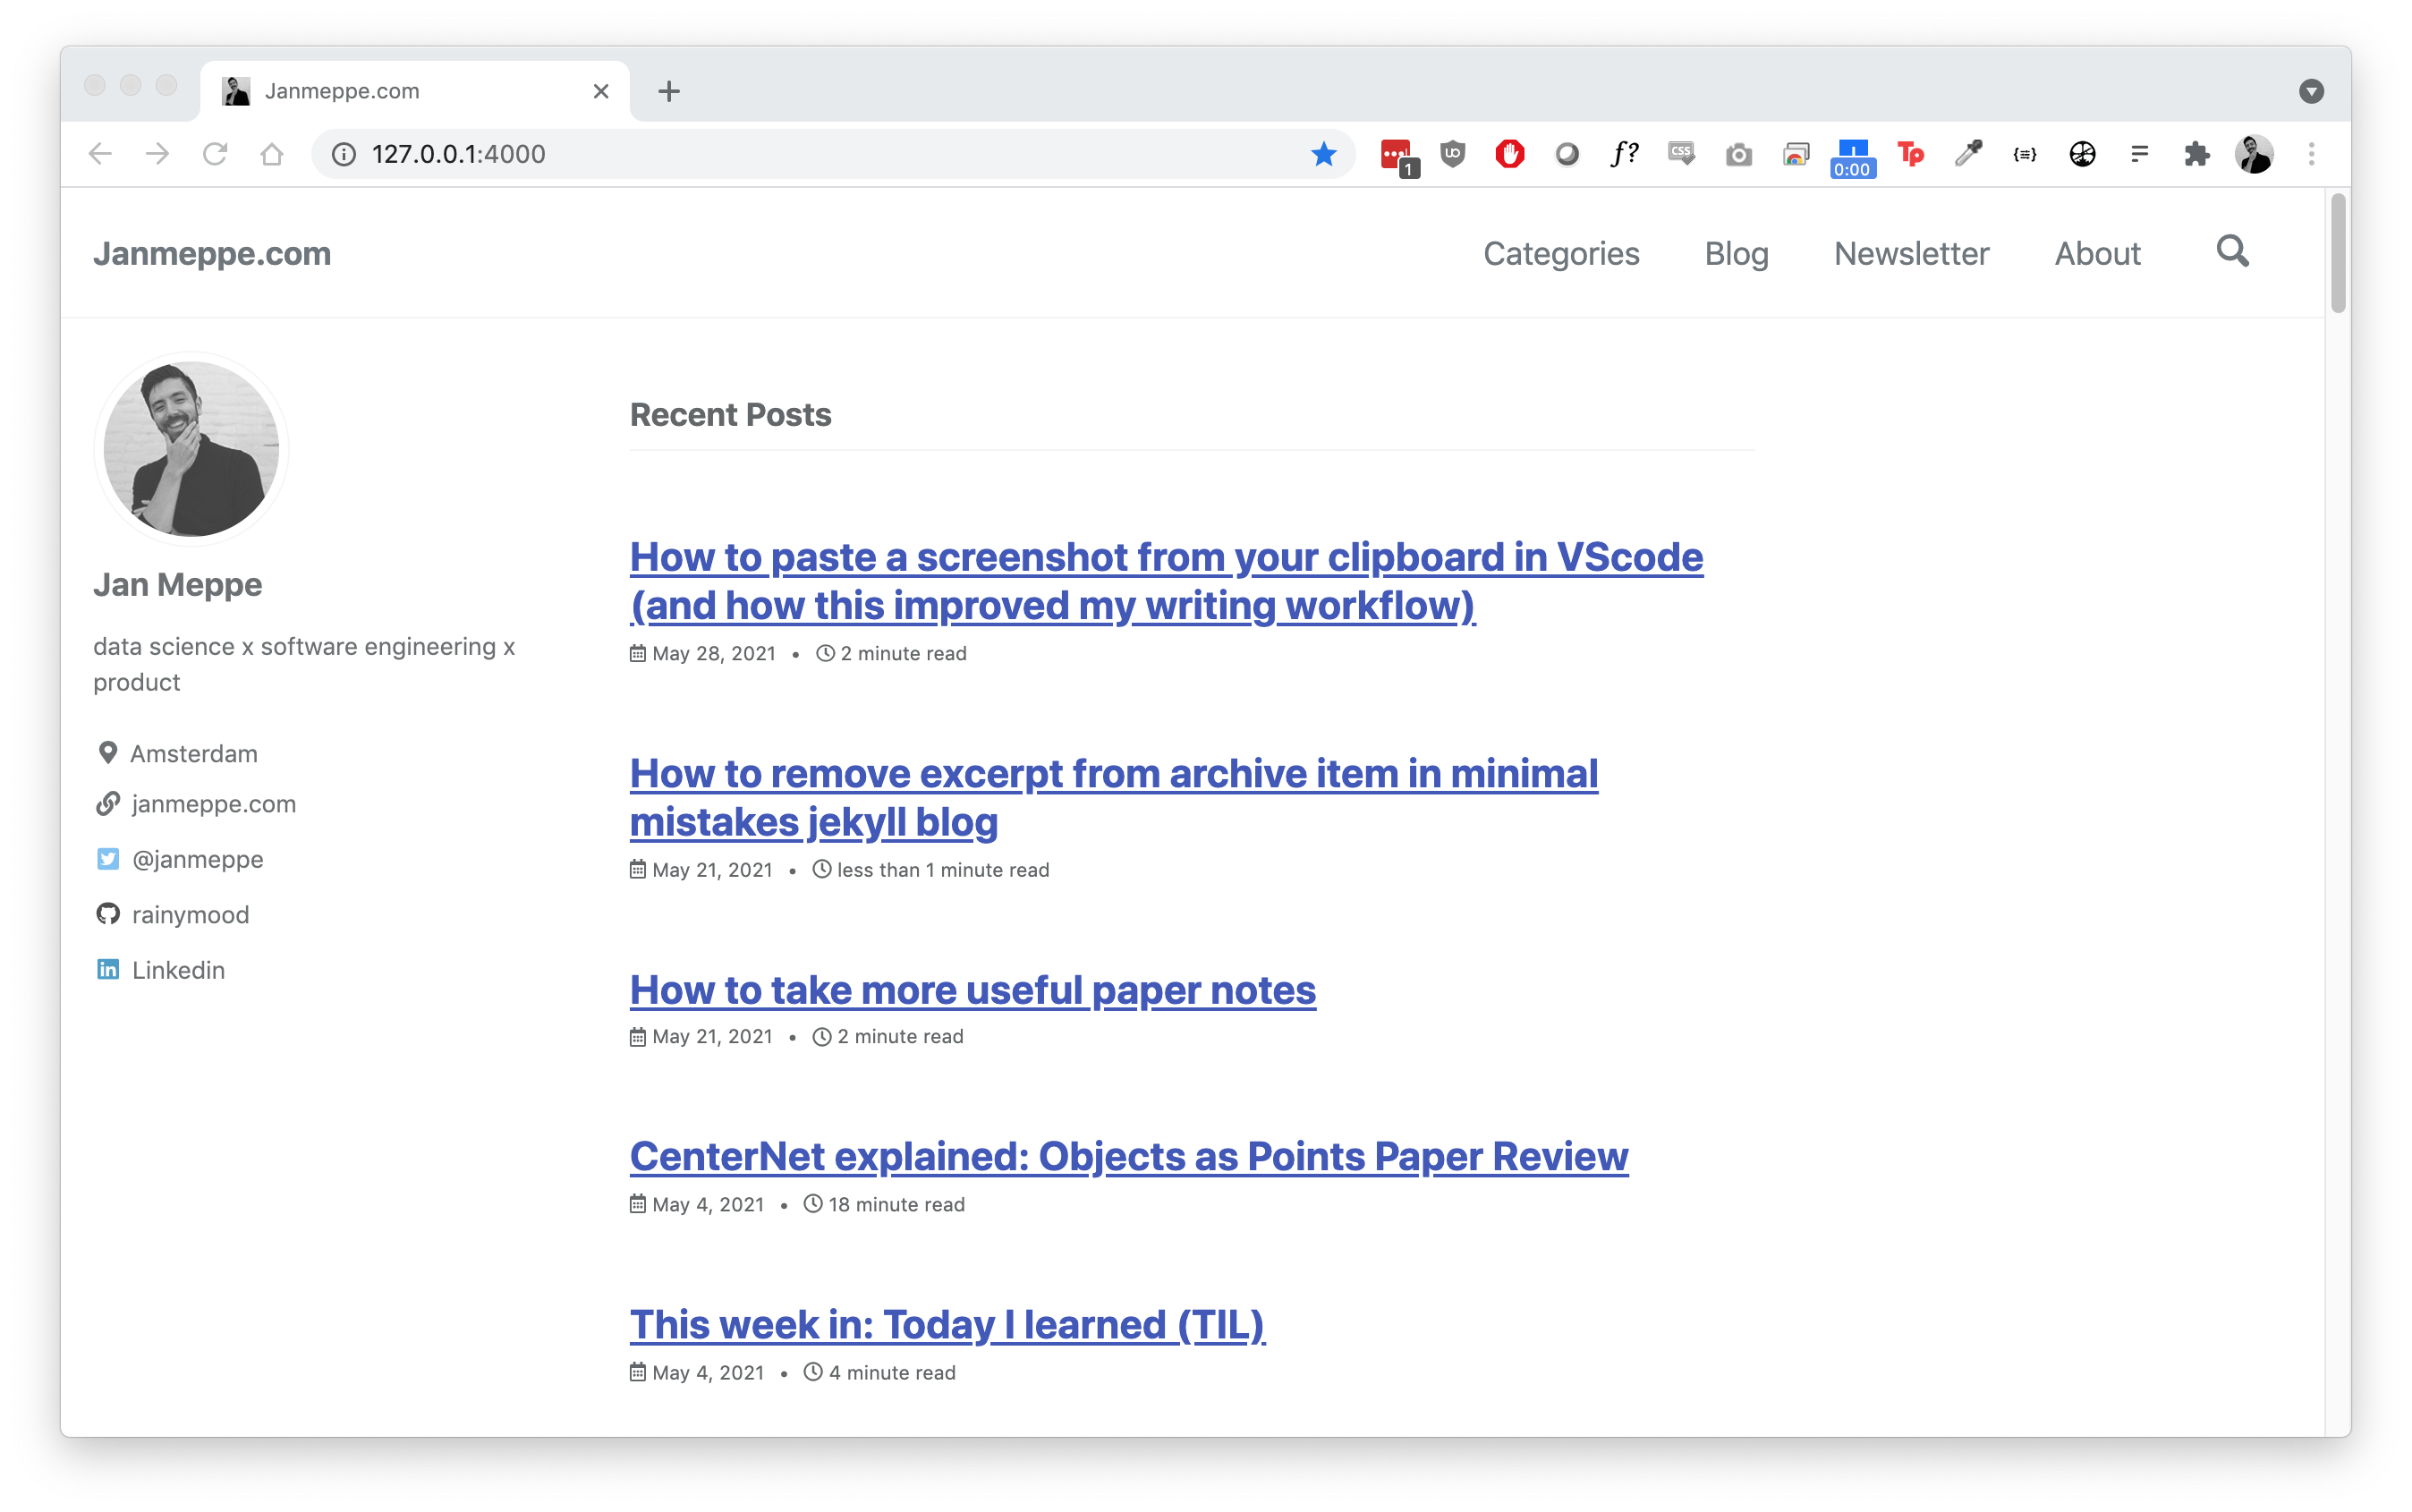 Janmeppe.com
127.0.0.1:4000
1
UO
f?
CSS
0:00
Tp
{≡}
Janmeppe.com
Categories
Blog
Newsletter
About
Jan Meppe
data science x software engineering x
product
Amsterdam
janmeppe.com
@janmeppe
rainymood
in Linkedin
Recent Posts
How to paste a screenshot from your clipboard in VScode
(and how this improved my writing workflow)
May 28, 2021 • 2 minute read
How to remove excerpt from archive item in minimal
mistakes jekyll blog
May 21, 2021 • less than 1 minute read
How to take more useful paper notes
May 21, 2021 • 2 minute read
CenterNet explained: Objects as Points Paper Review
May 4, 2021 • 18 minute read
This week in: Today I learned (TIL)
May 4, 2021 • 4 minute read